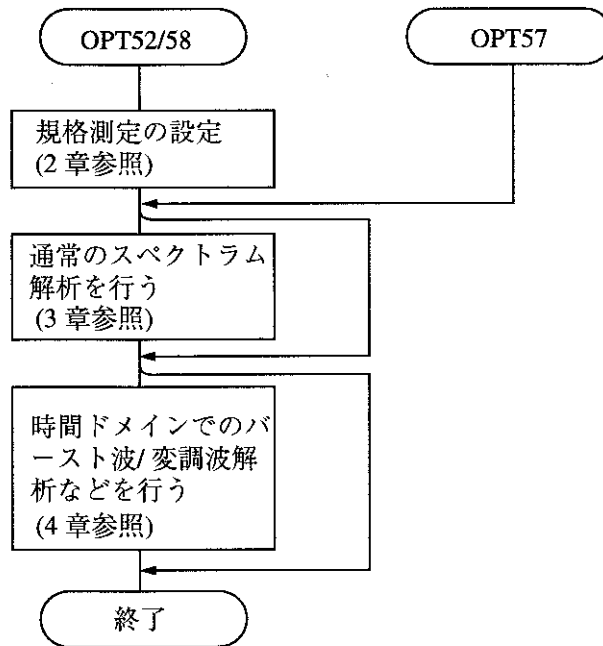 OPT52/58
OPT57
規格測定の設定
(2 章参照)
通常のスペクトラム
解析を行う
(3 章参照)
時間ドメインでのバ
ースト波/ 変調波解
析などを行う
(4 章参照)
終了